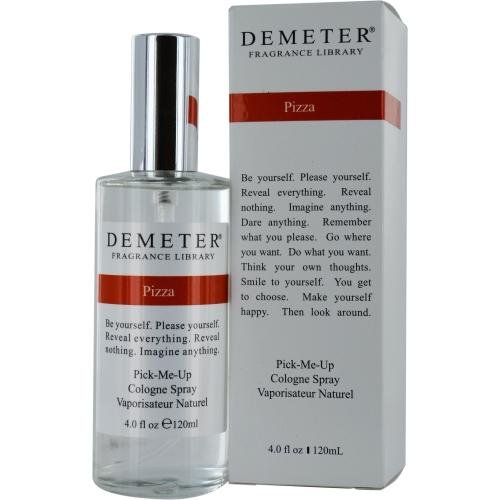 DEMETER®
FRAGRANCE LIBRARY
Pizza
Be yourself. Please yourself.
Reveal everything. Reveal
nothing. Imagine anything.
Dare anything. Remember
what you please. Go where
you want. Do what you want.
Think your own thoughts.
Smile to yourself. You get
to choose. Make yourself
happy. Then look around.
Pick-Me-Up
Cologne Spray
Vaporisateur Naturel
4.0 fl oz 120mL
DEMETER®
FRAGRANCE LIBRARY
Pizza
Be yourself. Please yourself.
Reveal everything. Reveal
nothing. Imagine anything.
Pick-Me-Up
Cologne Spray
Vaporisateur Naturel
4.0 fl oz ℮120ml